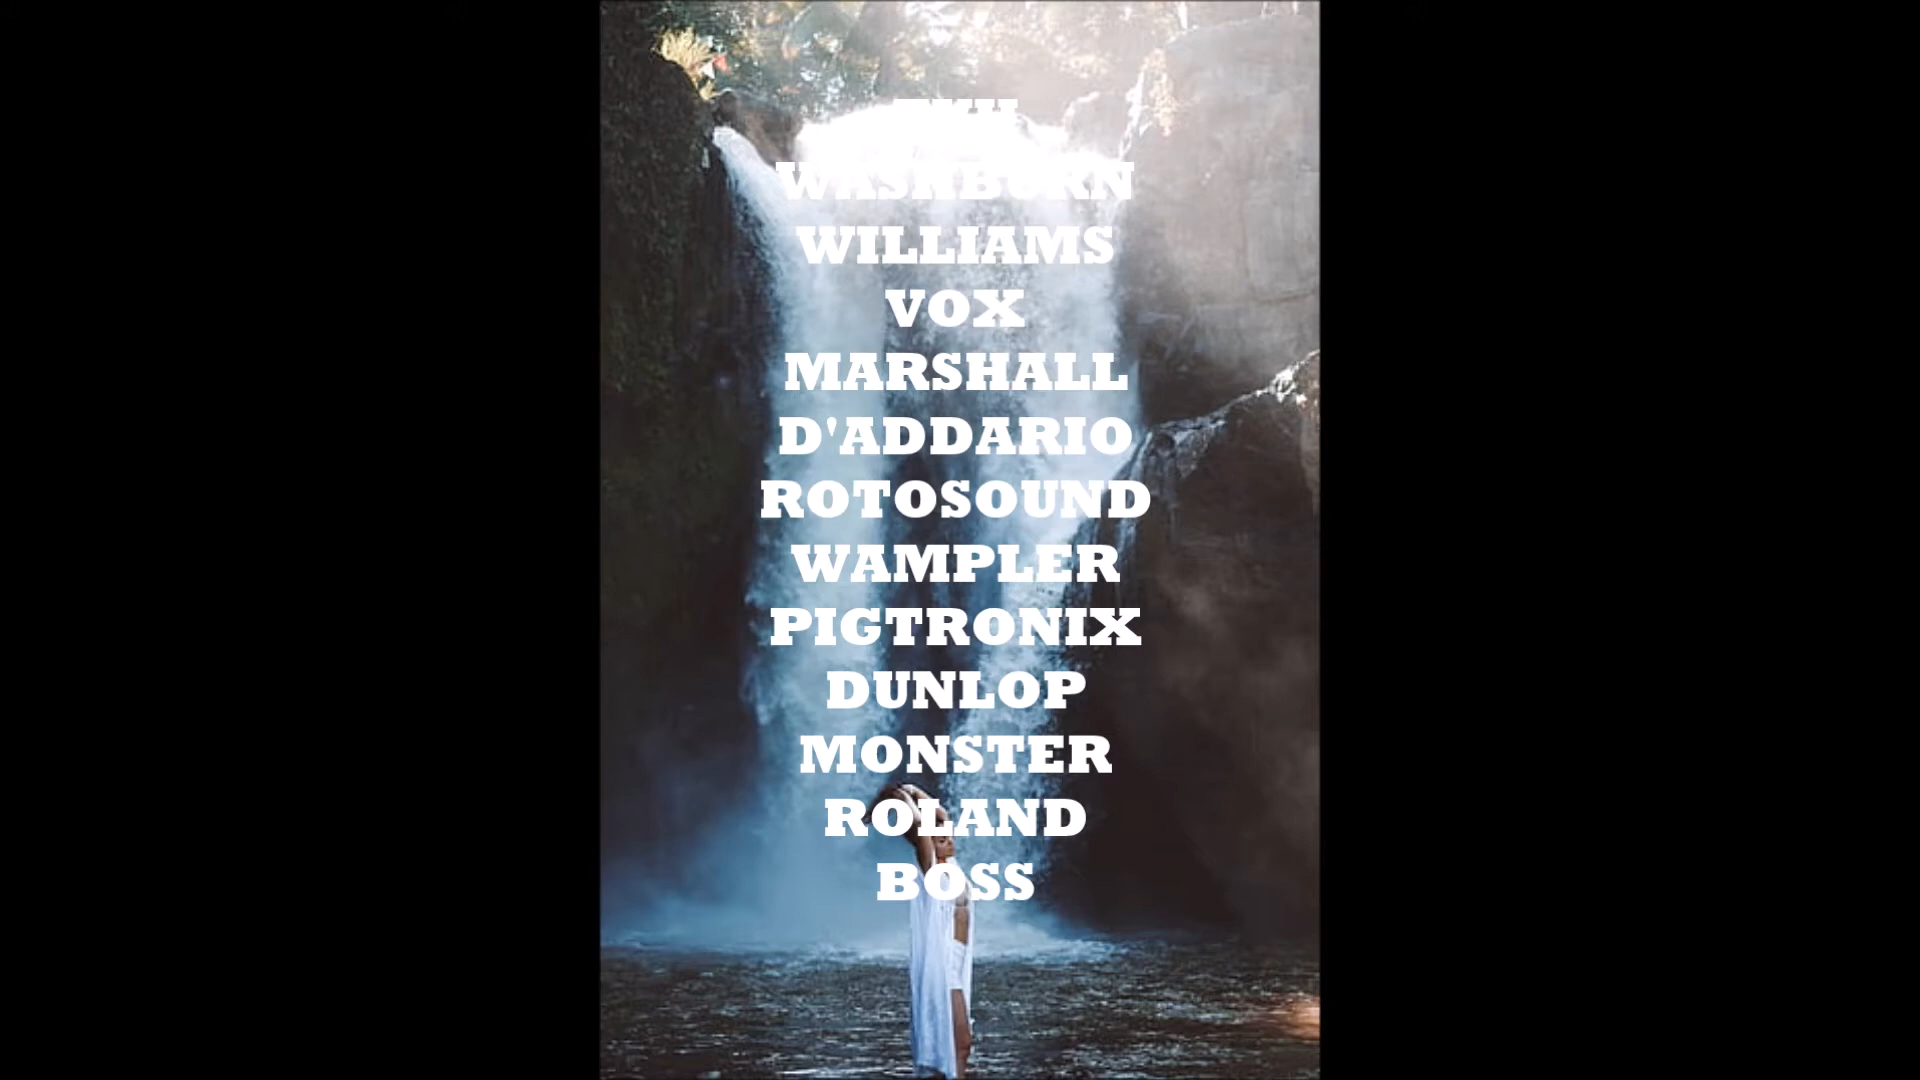 WASHBURN
WILLIAMS
VOX
MARSHALL
D'ADDARIO
ROTOSOUND
WAMPLER
PIGTRONIX
DUNLOP
MONSTER
ROLAND
BOSS